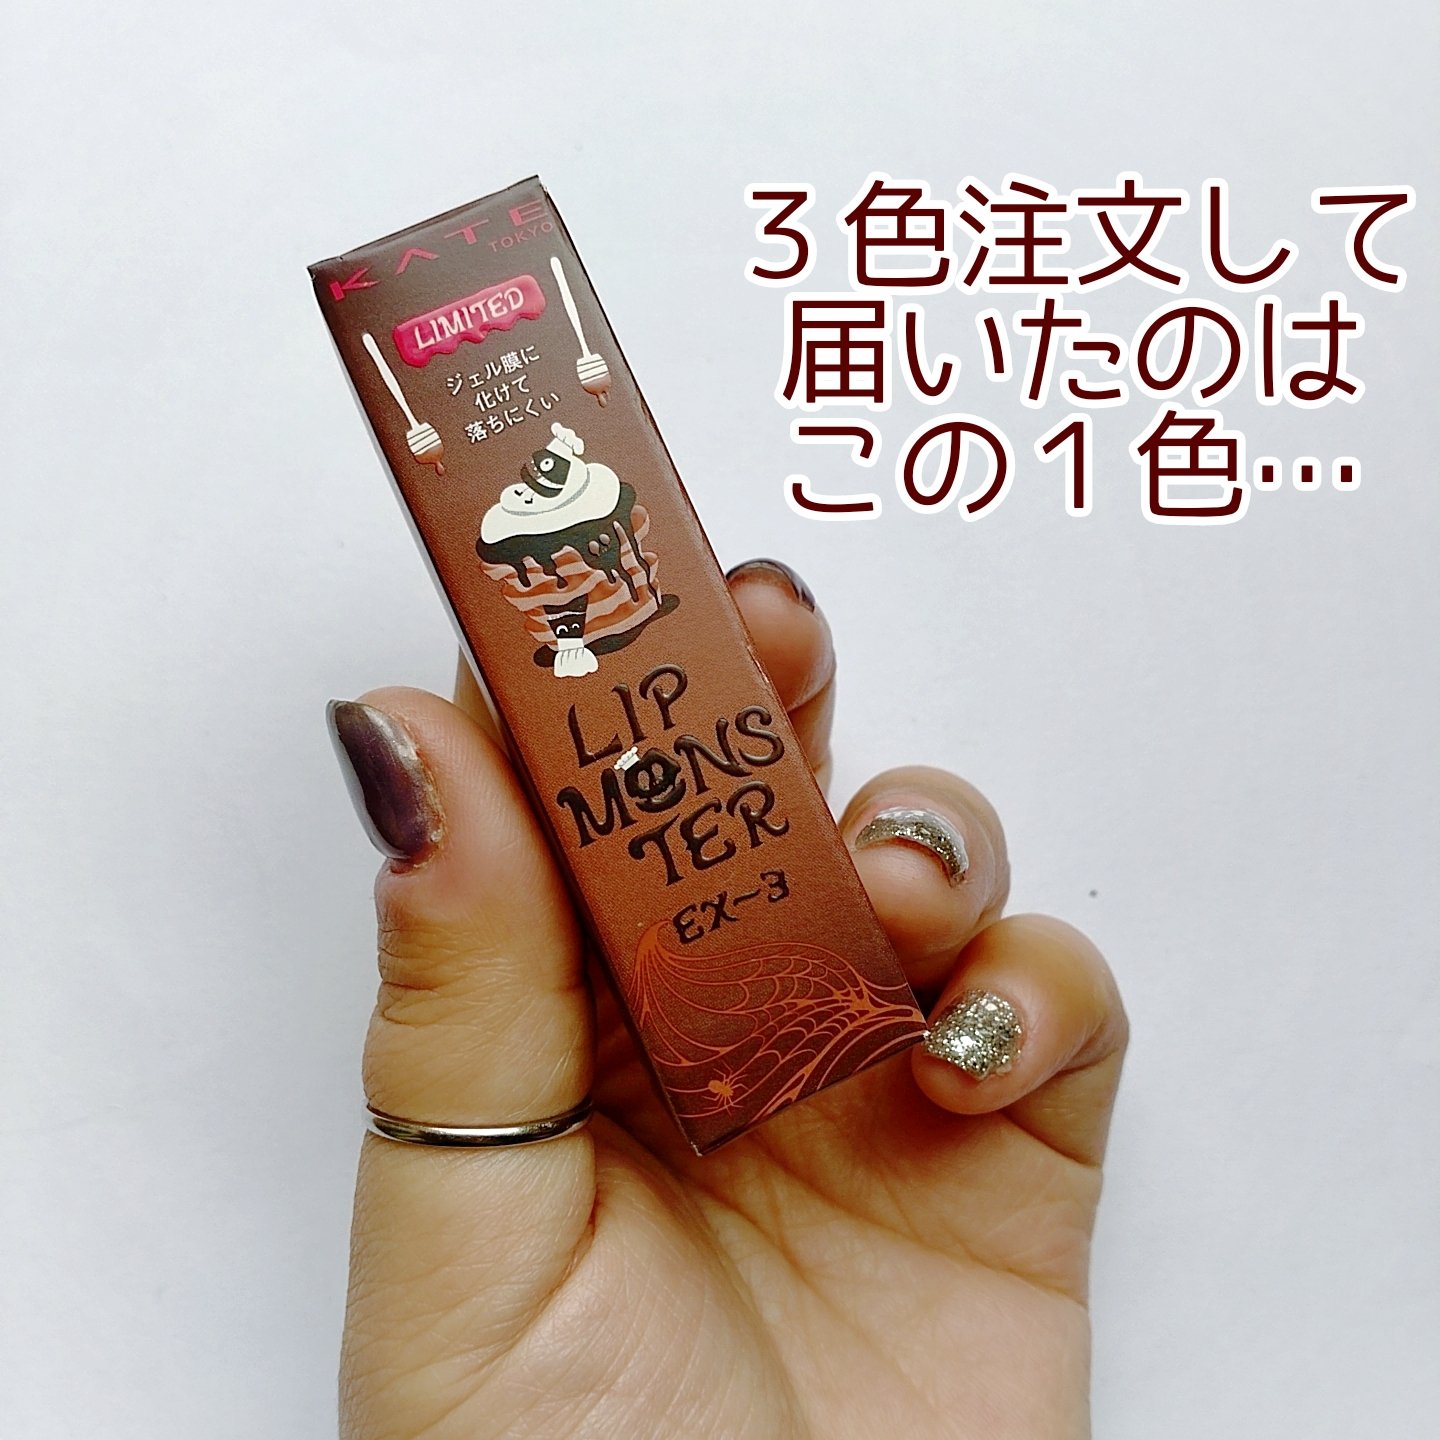 ３色注文して
届いたのは
この１色…
KATE
TOKYO
LIMITED
ジェル膜に
化けて
落ちにくい
LIP
MONS
TER
EX-3